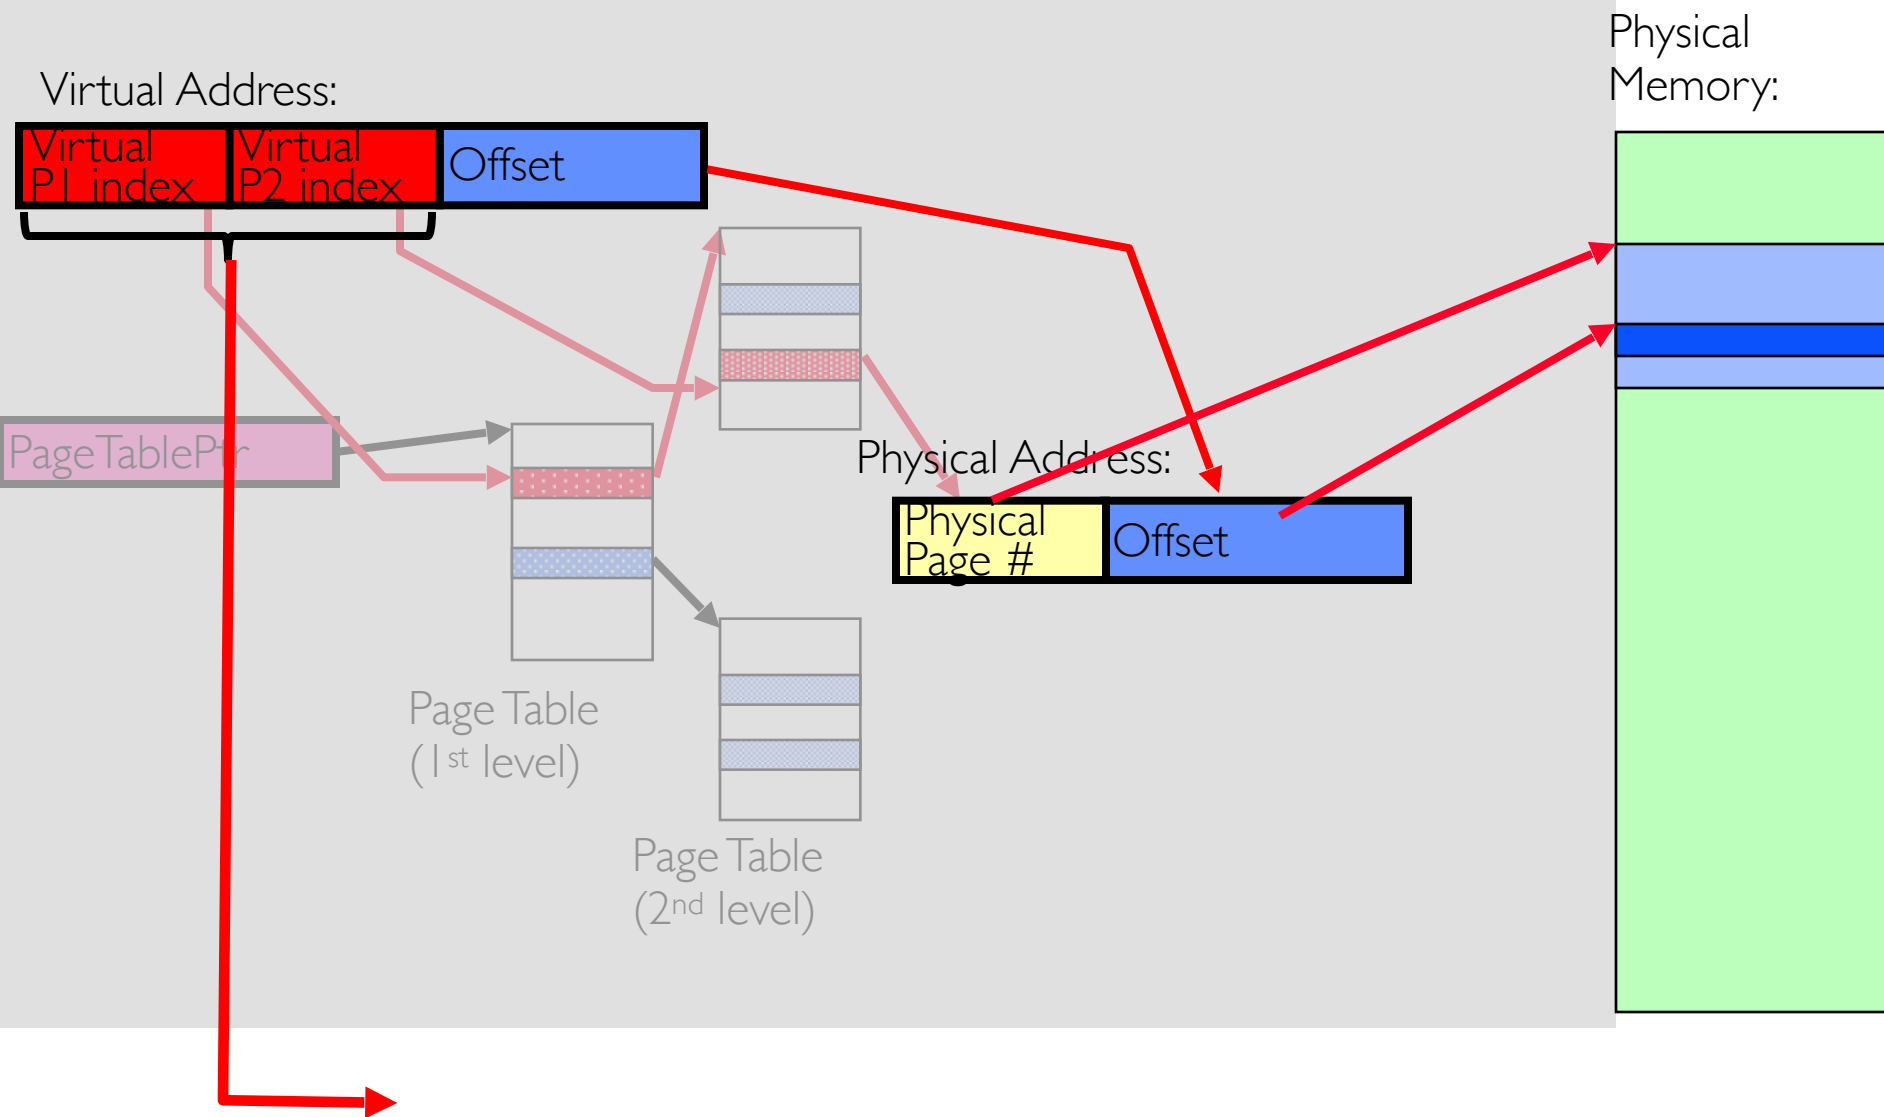 Physical
Memory:
Virtual Address:
Virtual
P1 index
Virtual
P2 index
Offset
PageTablePtr
Physical Address:
Physical
Page #
Offset
Page Table
(1st level)
Page Table
(2nd level)